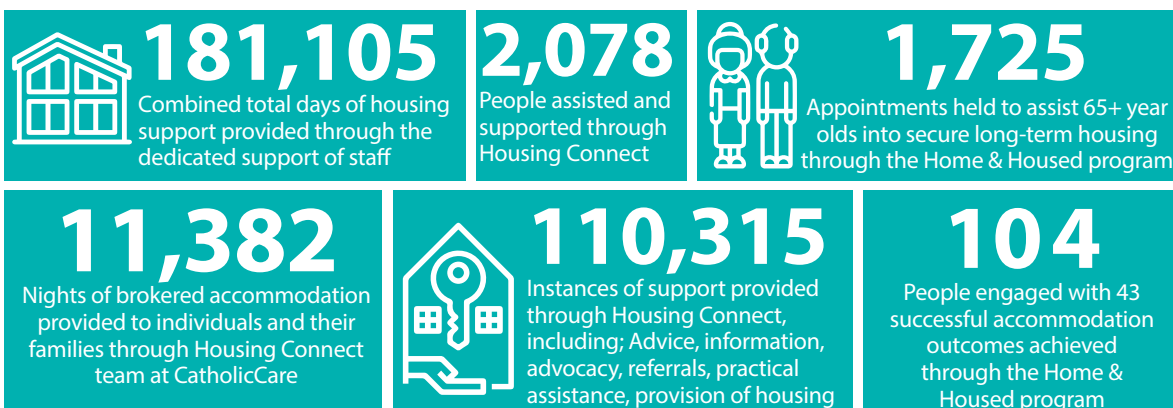 181,105
Combined total days of housing
support provided through the
dedicated support of staff
2,078
People assisted and
supported through
Housing Connect
1,725
Appointments held to assist 65+ year
olds into secure long-term housing
through the Home & Housed program
11,382
Nights of brokered accommodation
provided to individuals and their
families through Housing Connect
team at CatholicCare
110,315
Instances of support provided
through Housing Connect,
including; Advice, information,
advocacy, referrals, practical
assistance, provision of housing
104
People engaged with 43
successful accommodation
outcomes achieved
through the Home &
Housed program